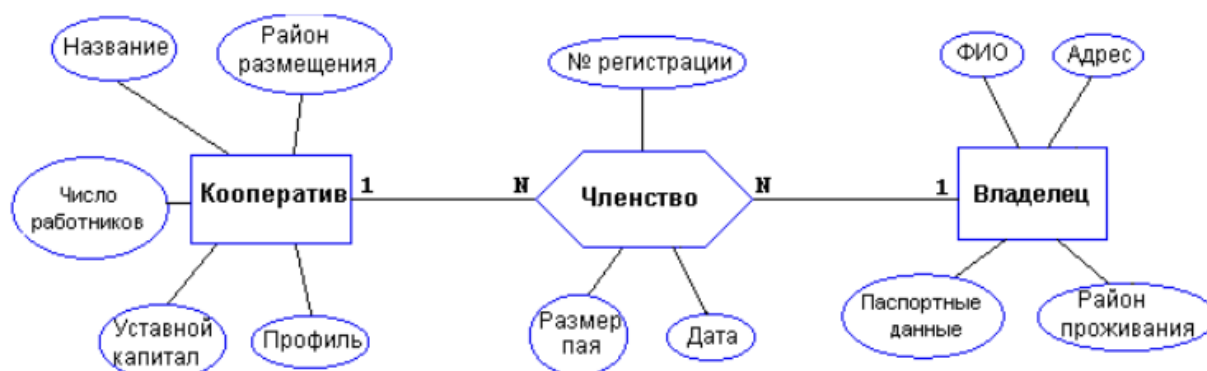 Название
Район
размещения
№ регистрации
ФИО
Адрес
Число
работников
Кооператив
1
N
Членство
N
1
Владелец
Уставной
капитал
Профиль
Размер
пая
Дата
Паспортные
данные
Район
проживания